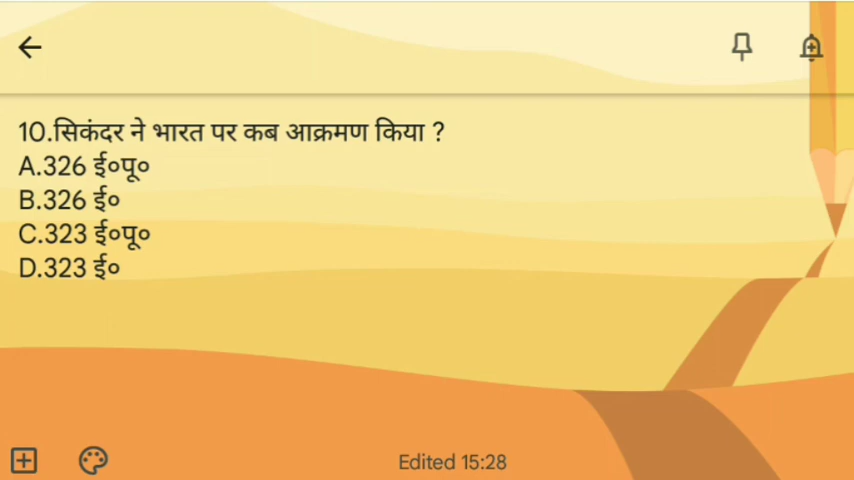 10.सिकंदर ने भारत पर कब आक्रमण किया ?
A.326 ई०पू०
B.326 ई०
C.323 ई०पू०
D.323 ई०
Edited 15:28